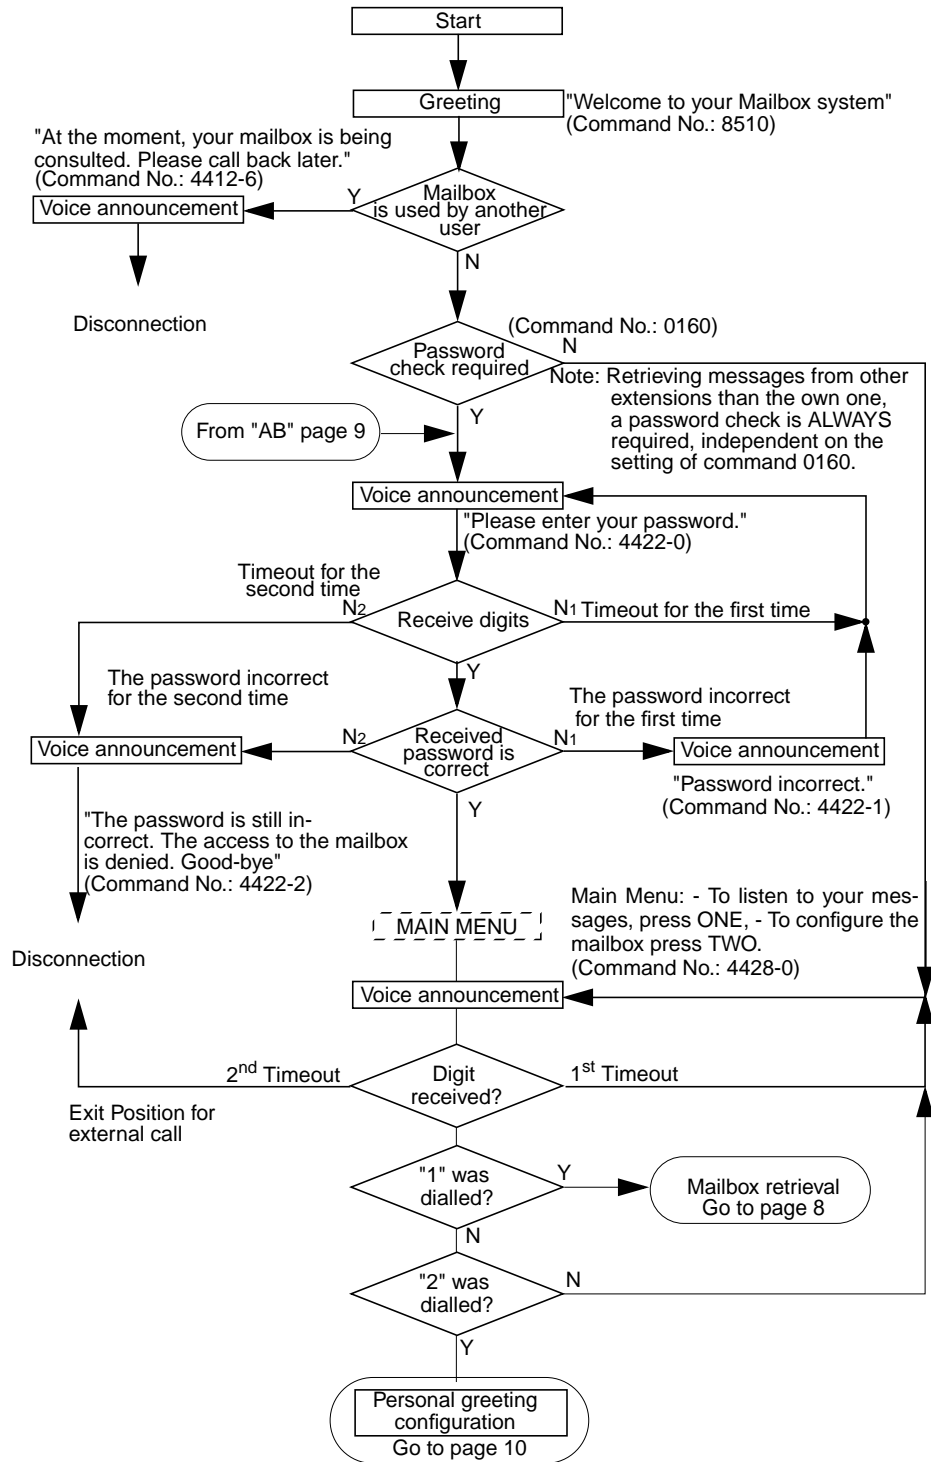 Start
Greeting
"Welcome to your Mailbox system"
(Command No.: 8510)
"At the moment, your mailbox is being
consulted. Please call back later."
(Command No.: 4412-6)
Y
Mailbox
is used by another
user
Voice announcement
N
Disconnection
(Command No.: 0160)
Password
check required
N
Note: Retrieving messages from other
extensions than the own one,
a password check is ALWAYS
required, independent on the
setting of command 0160.
Y
From "AB" page 9
Voice announcement
"Please enter your password."
(Command No.: 4422-0)
Timeout for the
second time
N2
Receive digits
N1 Timeout for the first time
Y
The password incorrect
for the second time
The password incorrect
for the first time
Voice announcement
N2
Received
password is
correct
N1
Voice announcement
"Password incorrect."
(Command No.: 4422-1)
Y
"The password is still in-
correct. The access to the mailbox
is denied. Good-bye"
(Command No.: 4422-2)
Disconnection
MAIN MENU
Main Menu: - To listen to your mes-
sages, press ONE, - To configure the
mailbox press TWO.
(Command No.: 4428-0)
Voice announcement
2nd Timeout
Digit
received?
1st Timeout
Exit Position for
external call
"1" was
dialled?
Y
Mailbox retrieval
Go to page 8
N
"2" was
dialled?
N
Y
Personal greeting
configuration
Go to page 10